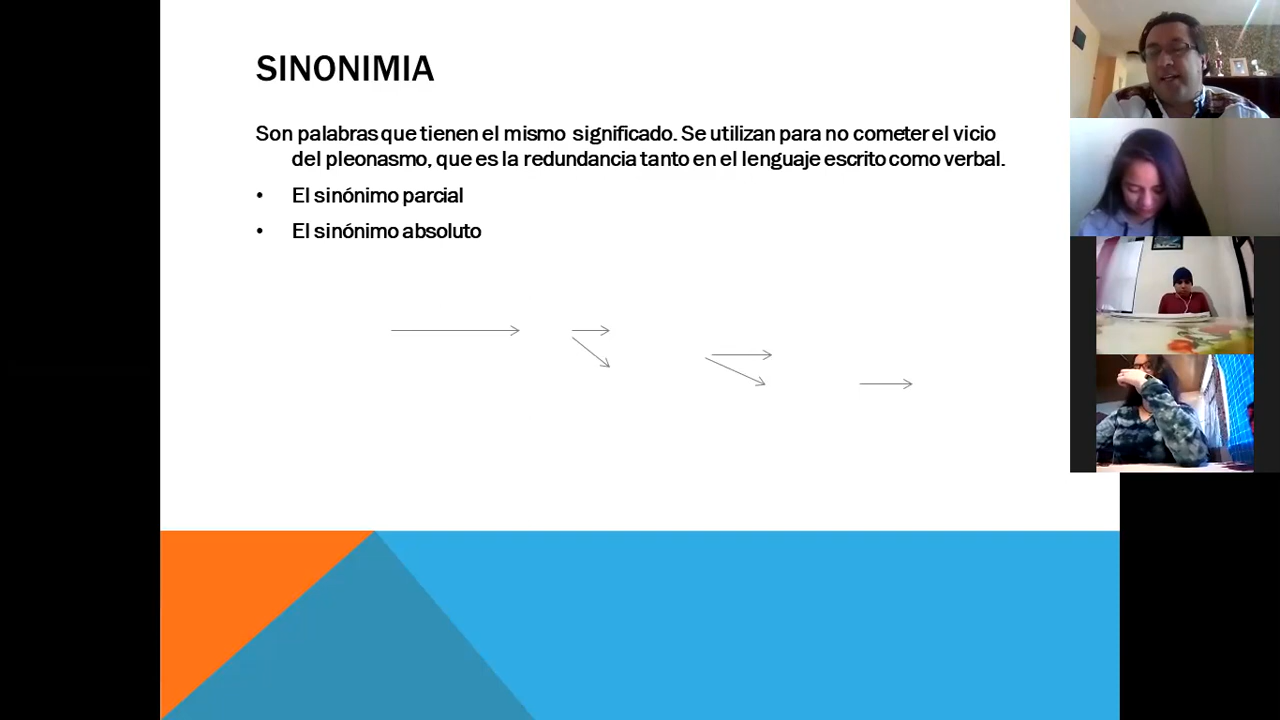 SINONIMIA
Son palabras que tienen el mismo significado. Se utilizan para no cometer el vicio
del pleonasmo, que es la redundancia tanto en el lenguaje escrito como verbal.
• El sinónimo parcial
• El sinónimo absoluto